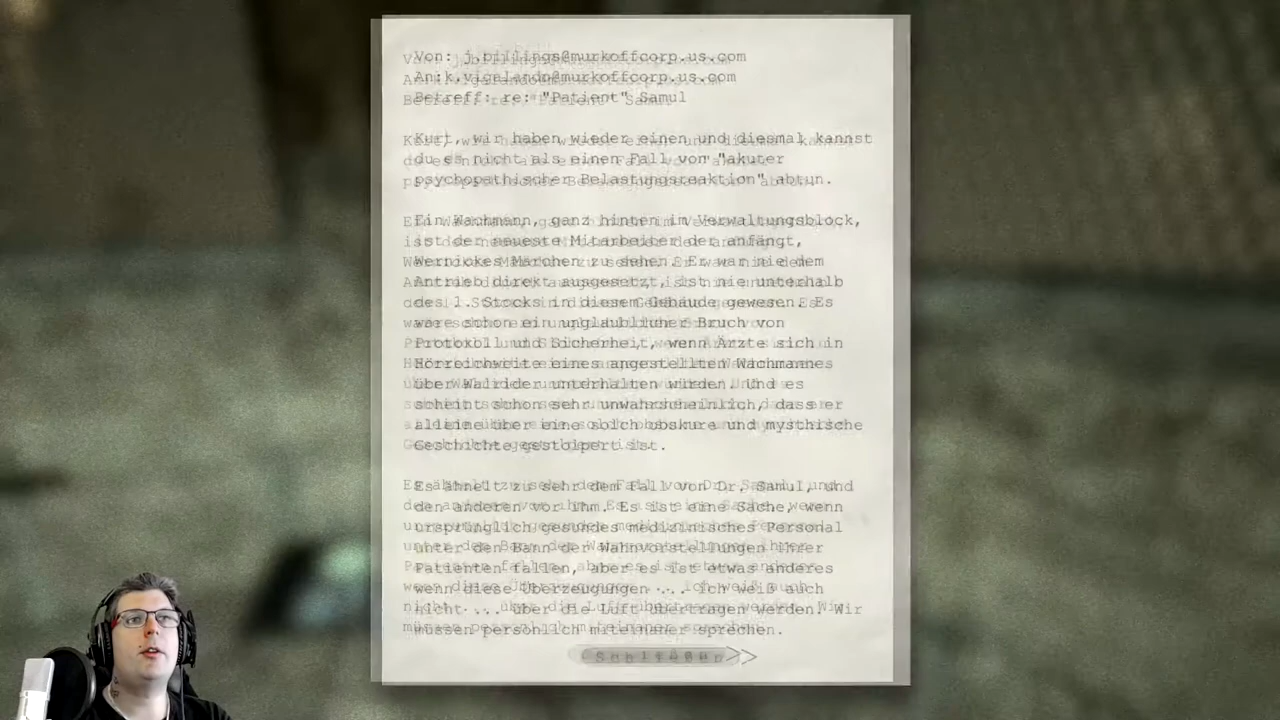 Von: j.billings@murkoffcorp.us.com
An:k.vicelandn@murkoffcorp.us.com
Betreff: re: "Patient" Samul
Kurt, wir haben wieder einen und diesmal kannst
du es nicht als einen Fall von "akuter
psychopathischer Belastungsreaktion" abtun.
Ein Wachmann, ganz hinten im Verwaltungsblock,
ist der neueste Mitarbeiter der anfängt,
Wernickes Märchen zu sehen. Er war nie dem
Antrieb direkt ausgesetzt, ist nie unterhalb
des 1. Stocks in diesem Gebäude gewesen. Es
wäre schon ein unglaublicher Bruch von
Protokoll und Sicherheit, wenn Ärzte sich in
Hörreichweite eines angestellten Wachmannes
über Walrider unterhalten würden. Und es
scheint schon sehr unwahrscheinlich, dass er
alleine über eine solch obskure und mysthische
Geschichte gestolpert ist.
Es ähnelt zu sehr dem Fall von Dr. Samul, und
den anderen vor ihm. Es ist eine Sache, wenn
ursprünglich gesundes medizinisches Personal
unter den Bann der Wahnvorstellungen ihrer
Patienten fallen, aber es ist etwas anderes
wenn diese Überzeugungen ... ich weiß auch
nicht ... über die Luft übertragen werden. Wir
müssen persönlich miteinaner sprechen.
Schließen >>